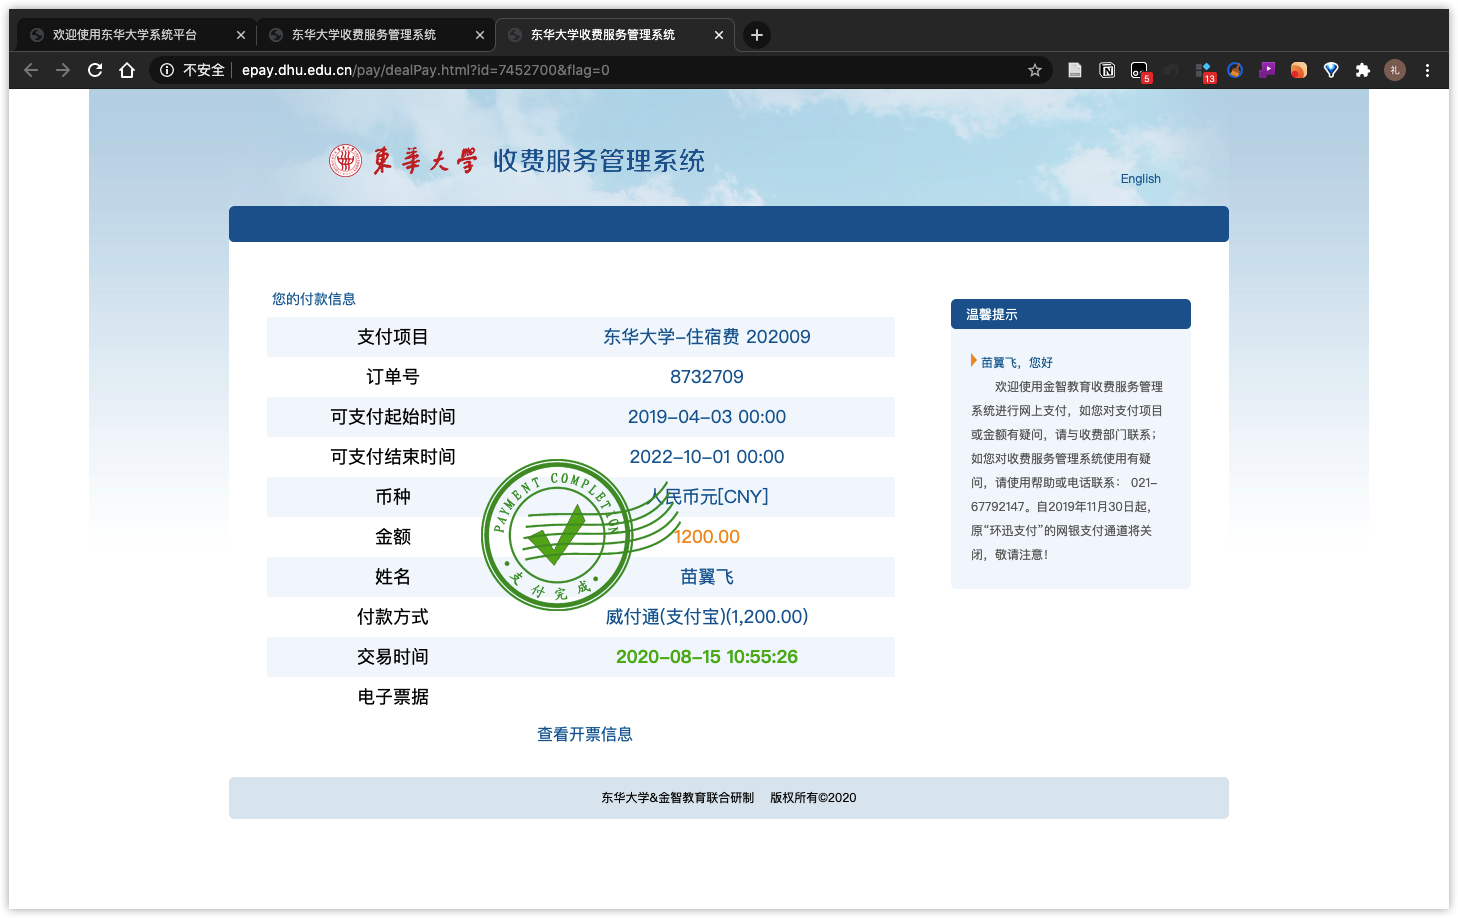 欢迎使用东华大学系统平台
东华大学收费服务管理系统
东华大学收费服务管理系统
不安全 epay.dhu.edu.cn/pay/dealPay.html?id=7452700&flag=0
5
13
礼
東華大學 收费服务管理系统
English
您的付款信息
支付项目 东华大学-住宿费 202009
订单号 8732709
可支付起始时间 2019-04-03 00:00
可支付结束时间 2022-10-01 00:00
币种 人民币元[CNY]
金额 1200.00
姓名 苗翼飞
付款方式 威付通(支付宝)(1,200.00)
交易时间 2020-08-15 10:55:26
电子票据
查看开票信息
PAYMENT COMPLETION
支付完成
温馨提示
苗翼飞，您好
欢迎使用金智教育收费服务管理
系统进行网上支付，如您对支付项目
或金额有疑问，请与收费部门联系；
如您对收费服务管理系统使用有疑
问，请使用帮助或电话联系： 021-
67792147。自2019年11月30日起，
原“环迅支付”的网银支付通道将关
闭，敬请注意！
东华大学&金智教育联合研制 版权所有©2020